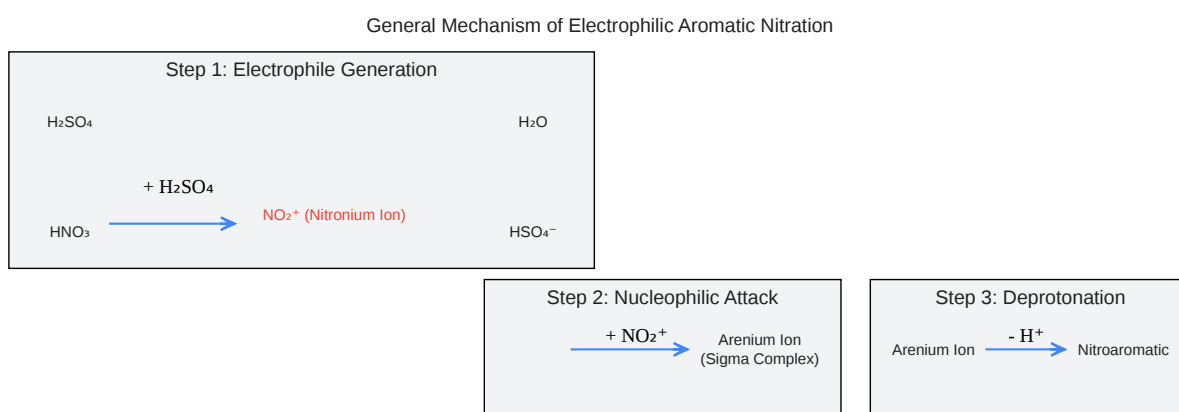 General Mechanism of Electrophilic Aromatic Nitration
Step 1: Electrophile Generation
H₂SO₄
H₂O
+ H₂SO₄
NO₂⁺ (Nitronium Ion)
HNO₃
HSO₄⁻
Step 2: Nucleophilic Attack
+ NO₂⁺
Arenium Ion
(Sigma Complex)
Step 3: Deprotonation
Arenium Ion
- H⁺
Nitroaromatic